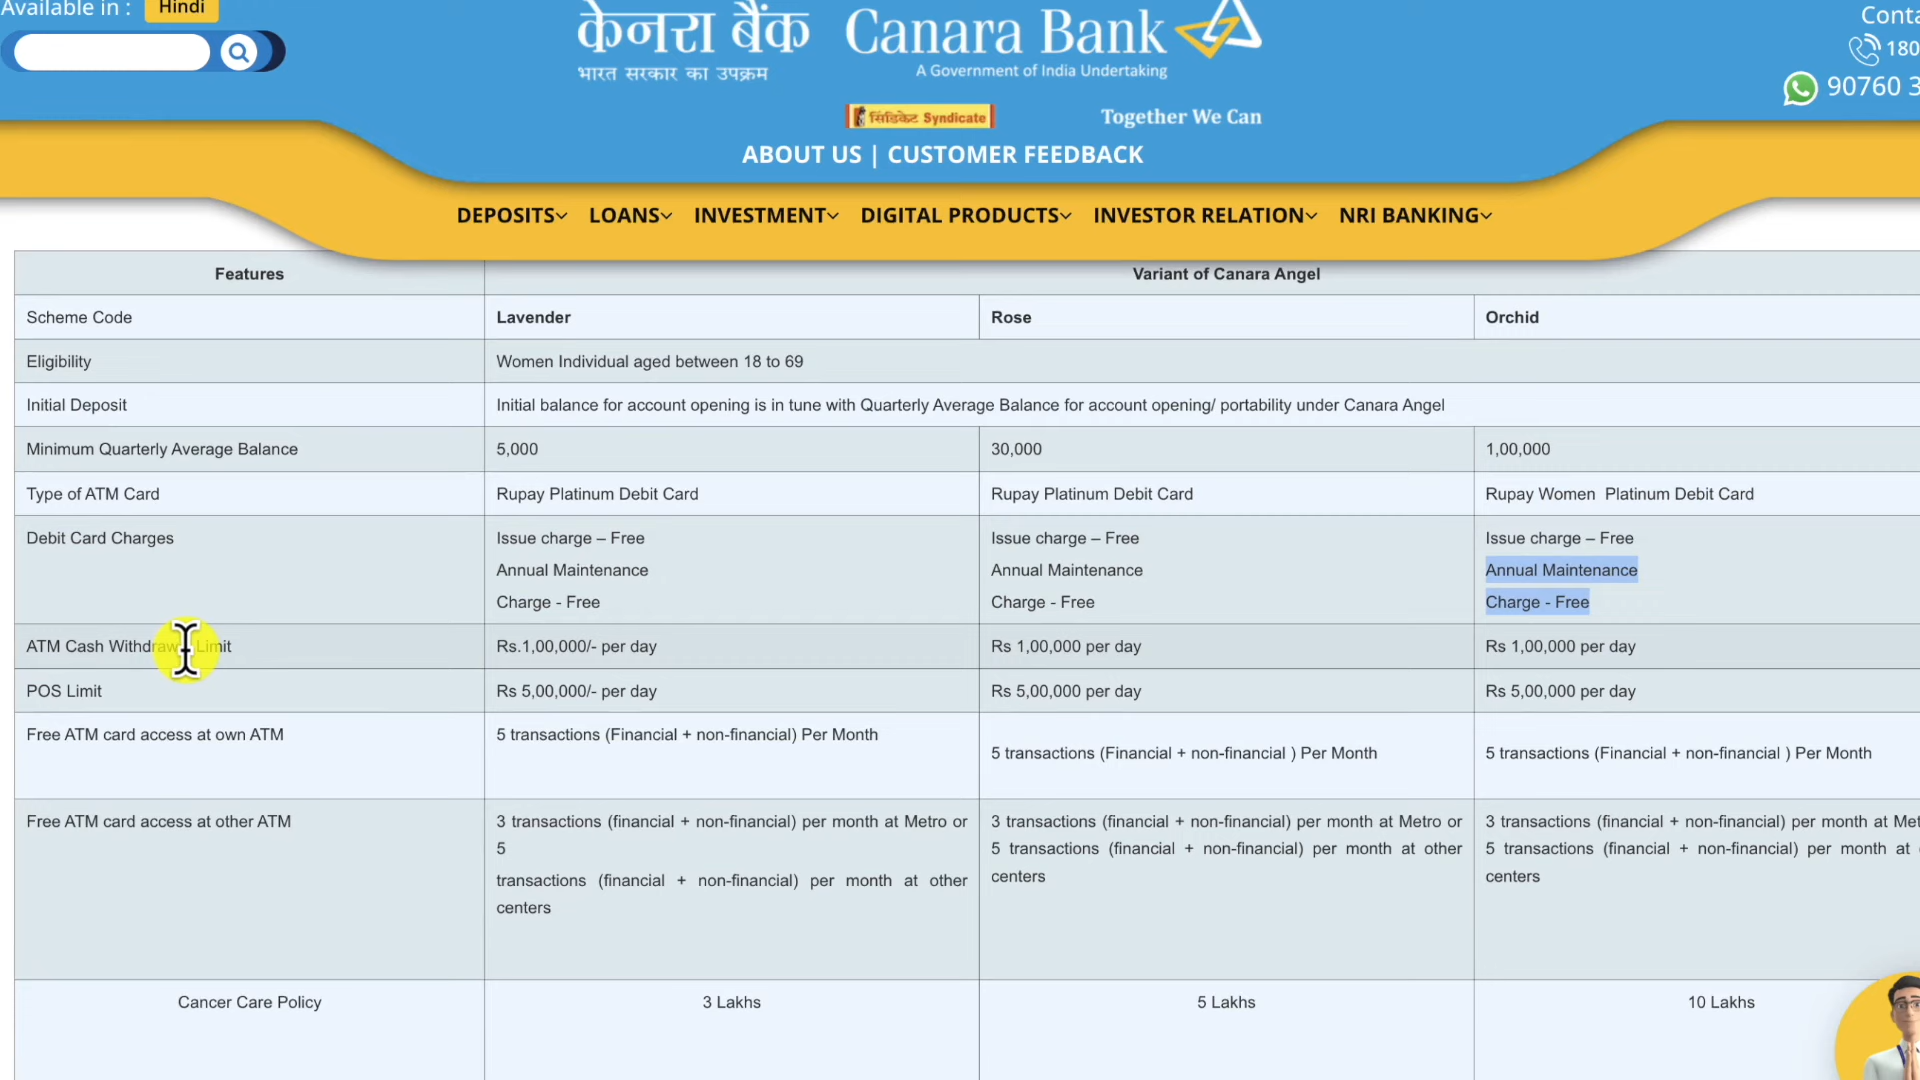 Available in :
Hindi
केनरा बैंक Canara Bank
भारत सरकार का उपक्रम
A Government of India Undertaking
सिंडिकेट Syndicate
Together We Can
180
90760 3
ABOUT US | CUSTOMER FEEDBACK
DEPOSITS LOANS INVESTMENT DIGITAL PRODUCTS INVESTOR RELATION NRI BANKING
Features Variant of Canara Angel
Scheme Code Lavender Rose Orchid
Eligibility Women Individual aged between 18 to 69
Initial Deposit Initial balance for account opening is in tune with Quarterly Average Balance for account opening/ portability under Canara Angel
Minimum Quarterly Average Balance 5,000 30,000 1,00,000
Type of ATM Card Rupay Platinum Debit Card Rupay Platinum Debit Card Rupay Women Platinum Debit Card
Debit Card Charges Issue charge – Free Issue charge – Free Issue charge – Free
Annual Maintenance Annual Maintenance Annual Maintenance
Charge - Free Charge - Free Charge - Free
ATM Cash Withdrawal Limit Rs.1,00,000/- per day Rs 1,00,000 per day Rs 1,00,000 per day
POS Limit Rs 5,00,000/- per day Rs 5,00,000 per day Rs 5,00,000 per day
Free ATM card access at own ATM 5 transactions (Financial + non-financial) Per Month
5 transactions (Financial + non-financial ) Per Month 5 transactions (Financial + non-financial ) Per Month
Free ATM card access at other ATM 3 transactions (financial + non-financial) per month at Metro or 3 transactions (financial + non-financial) per month at Metro or 3 transactions (financial + non-financial) per month at Met
5 5 transactions (financial + non-financial) per month at other 5 transactions (financial + non-financial) per month at
transactions (financial + non-financial) per month at other centers centers
centers
Cancer Care Policy 3 Lakhs 5 Lakhs 10 Lakhs